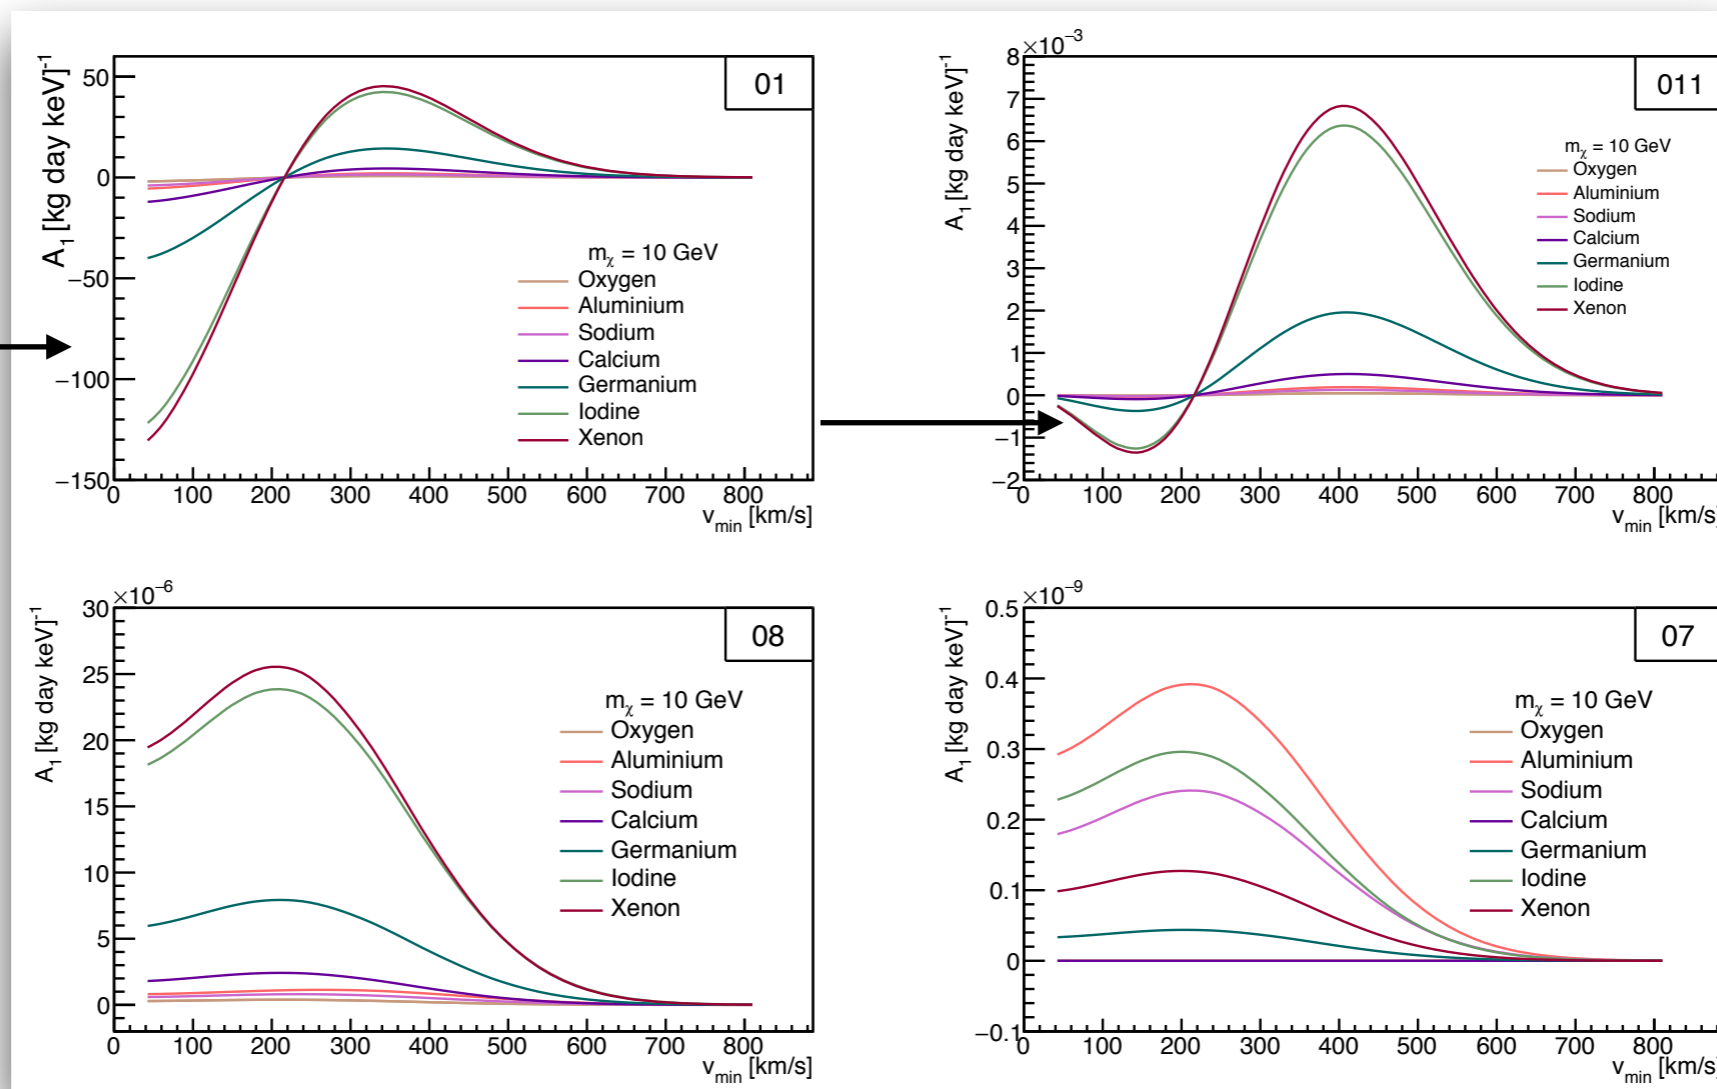 01
A₁ [kg day keV]⁻¹
50
0
−50
−100
−150
mχ = 10 GeV
Oxygen
Aluminium
Sodium
Calcium
Germanium
Iodine
Xenon
0 100 200 300 400 500 600 700 800
v_min [km/s]
×10⁻³
011
A₁ [kg day keV]⁻¹
8
7
6
5
4
3
2
1
0
−1
−2
mχ = 10 GeV
Oxygen
Aluminium
Sodium
Calcium
Germanium
Iodine
Xenon
0 100 200 300 400 500 600 700 800
v_min [km/s]
×10⁻⁶
08
A₁ [kg day keV]⁻¹
30
25
20
15
10
5
0
mχ = 10 GeV
Oxygen
Aluminium
Sodium
Calcium
Germanium
Iodine
Xenon
0 100 200 300 400 500 600 700 800
v_min [km/s]
×10⁻⁹
07
A₁ [kg day keV]⁻¹
0.5
0.4
0.3
0.2
0.1
0
−0.1
mχ = 10 GeV
Oxygen
Aluminium
Sodium
Calcium
Germanium
Iodine
Xenon
0 100 200 300 400 500 600 700 800
v_min [km/s]